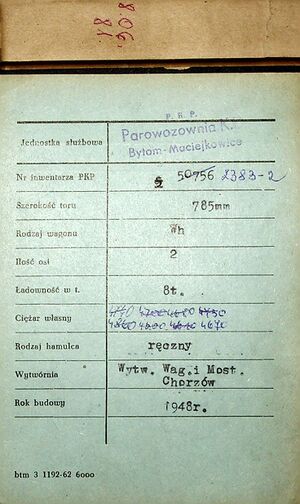 P. K. P.
Jednostka służbowa
Parowozownia K.
Bytom-Maciejkowice
Nr inwentarza PKP 50756 2383-2
Szerokość toru 785mm
Rodzaj wagonu Wh
Ilość osi 2
Ładowność w t. 8t.
Ciężar własny
Rodzaj hamulca ręczny
Wytwórnia Wytw. Wag.i Most.
Chorzów
Rok budowy 1948r.
btm 3 1192-62 6000